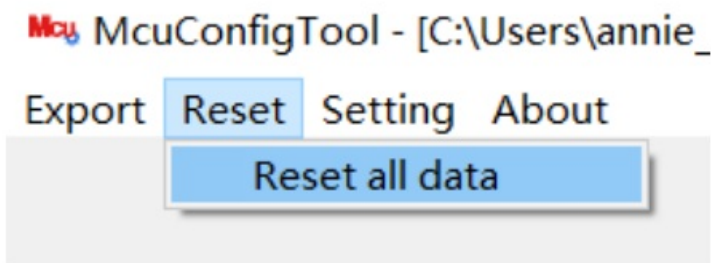 Mcu McuConfigTool - [C:\Users\annie_
Export Reset Setting About
Reset all data